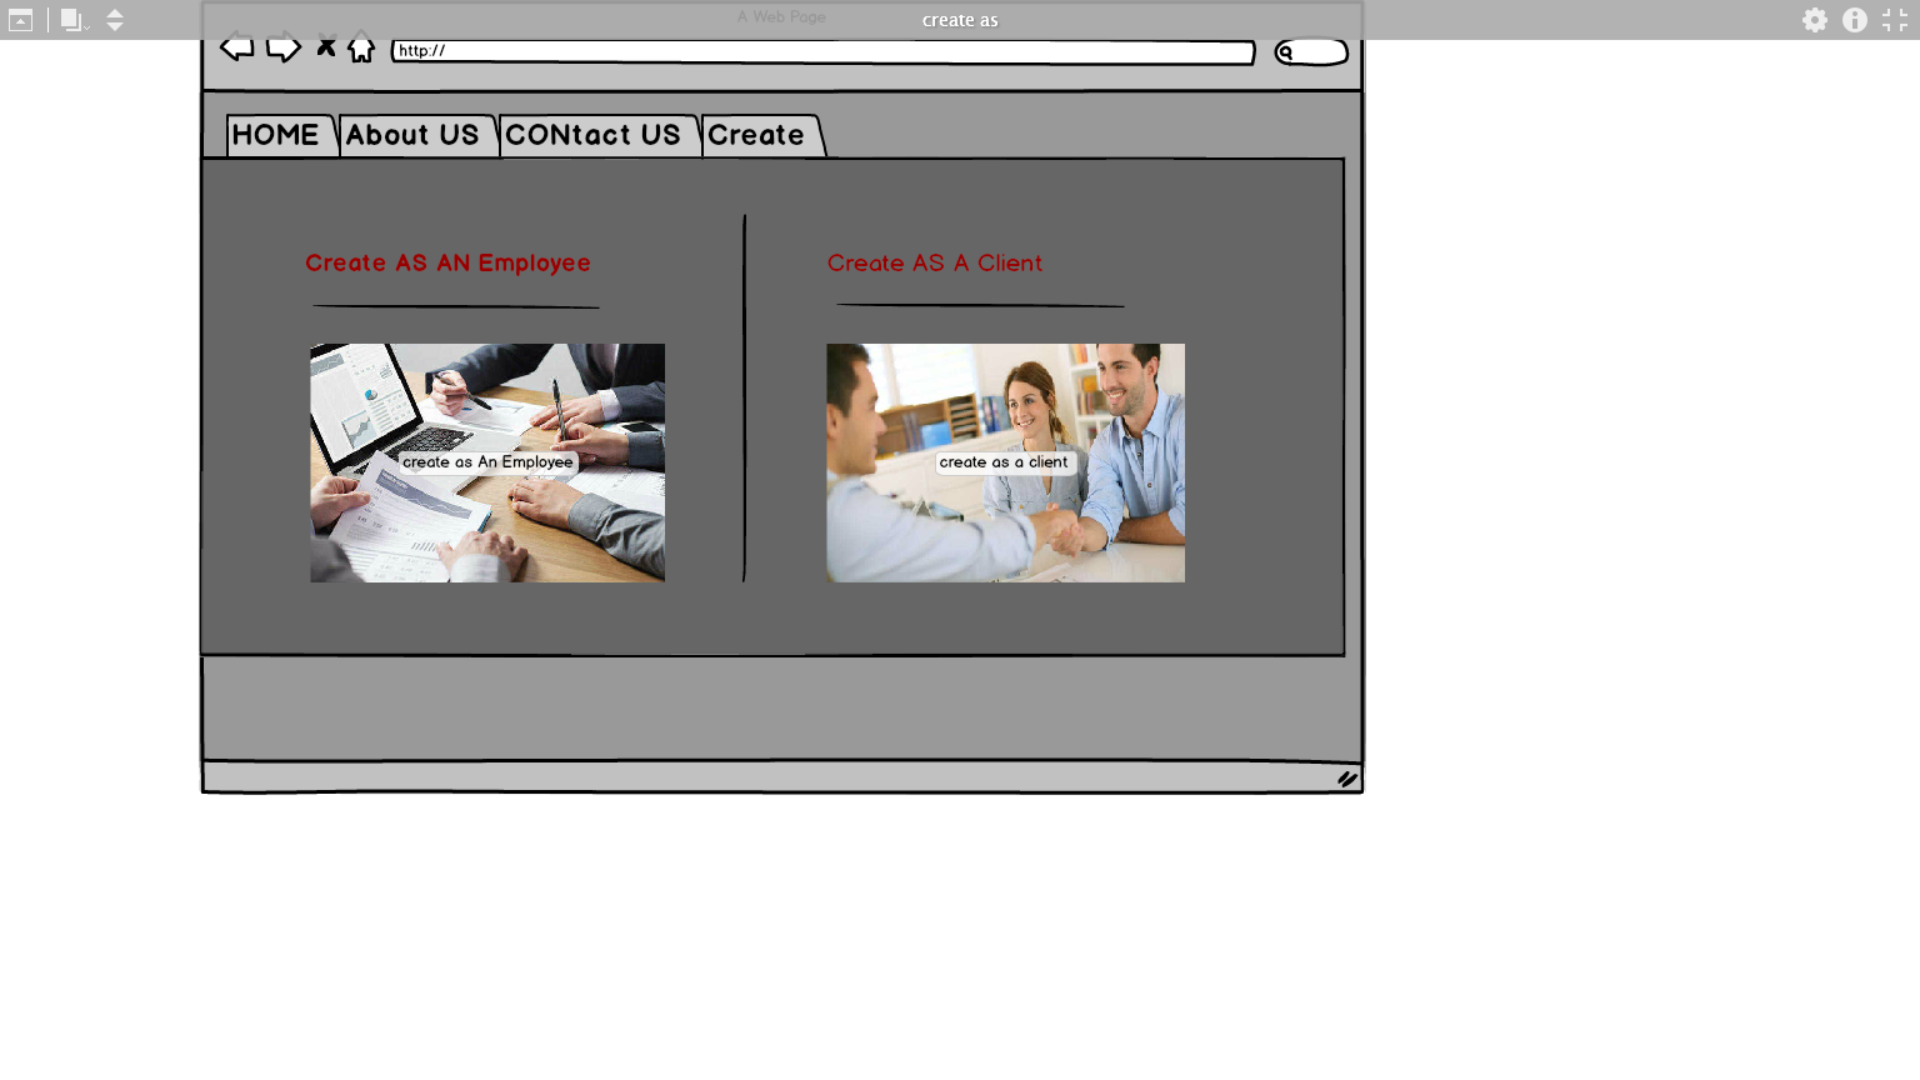 create as
A Web Page
http://
HOME
About US
CONtact US
Create
Create AS AN Employee
Create AS A Client
create as An Employee
create as a client